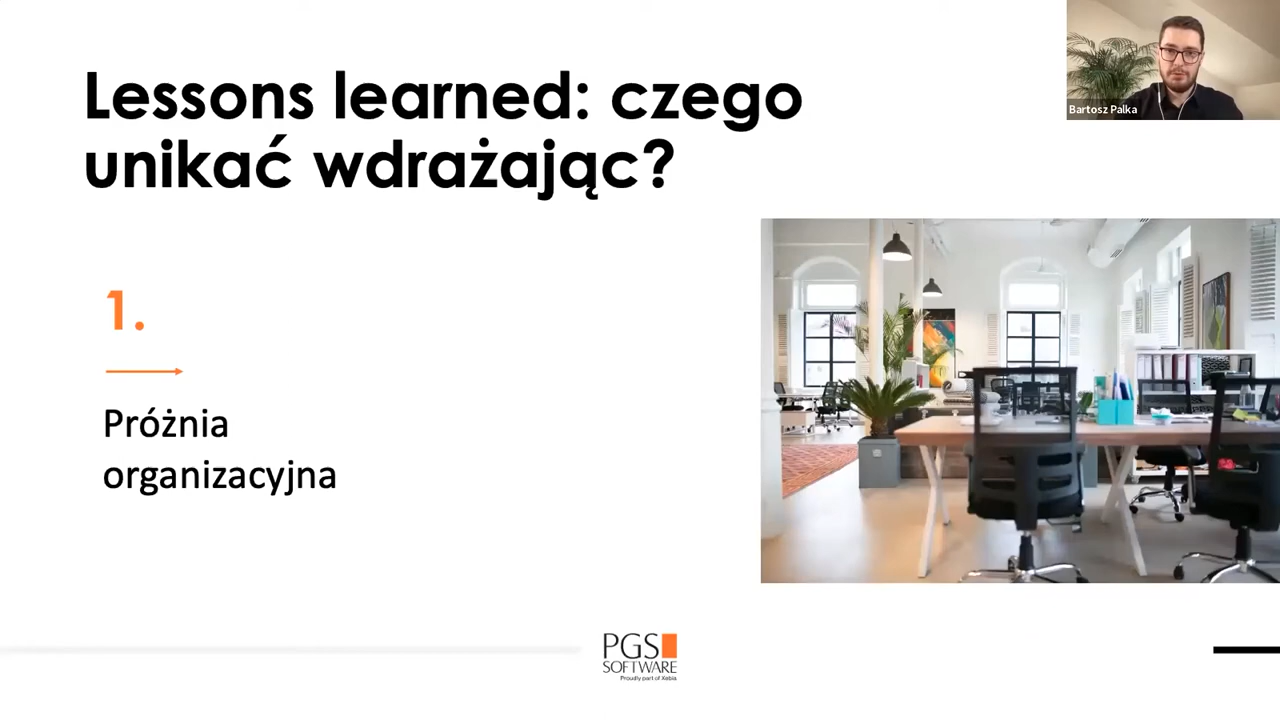 Lessons learned: czego
unikać wdrażając?
Bartosz Palka
1.
Próżnia
organizacyjna
PGS
SOFTWARE
Proudly part of Xebia